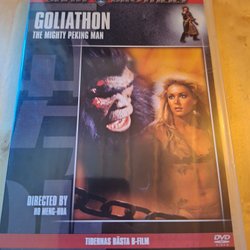 GOLIATHON
THE MIGHTY PEKING MAN
DIRECTED BY
HO MENG-HUA
TIDERNAS BÄSTA B-FILM
DVD